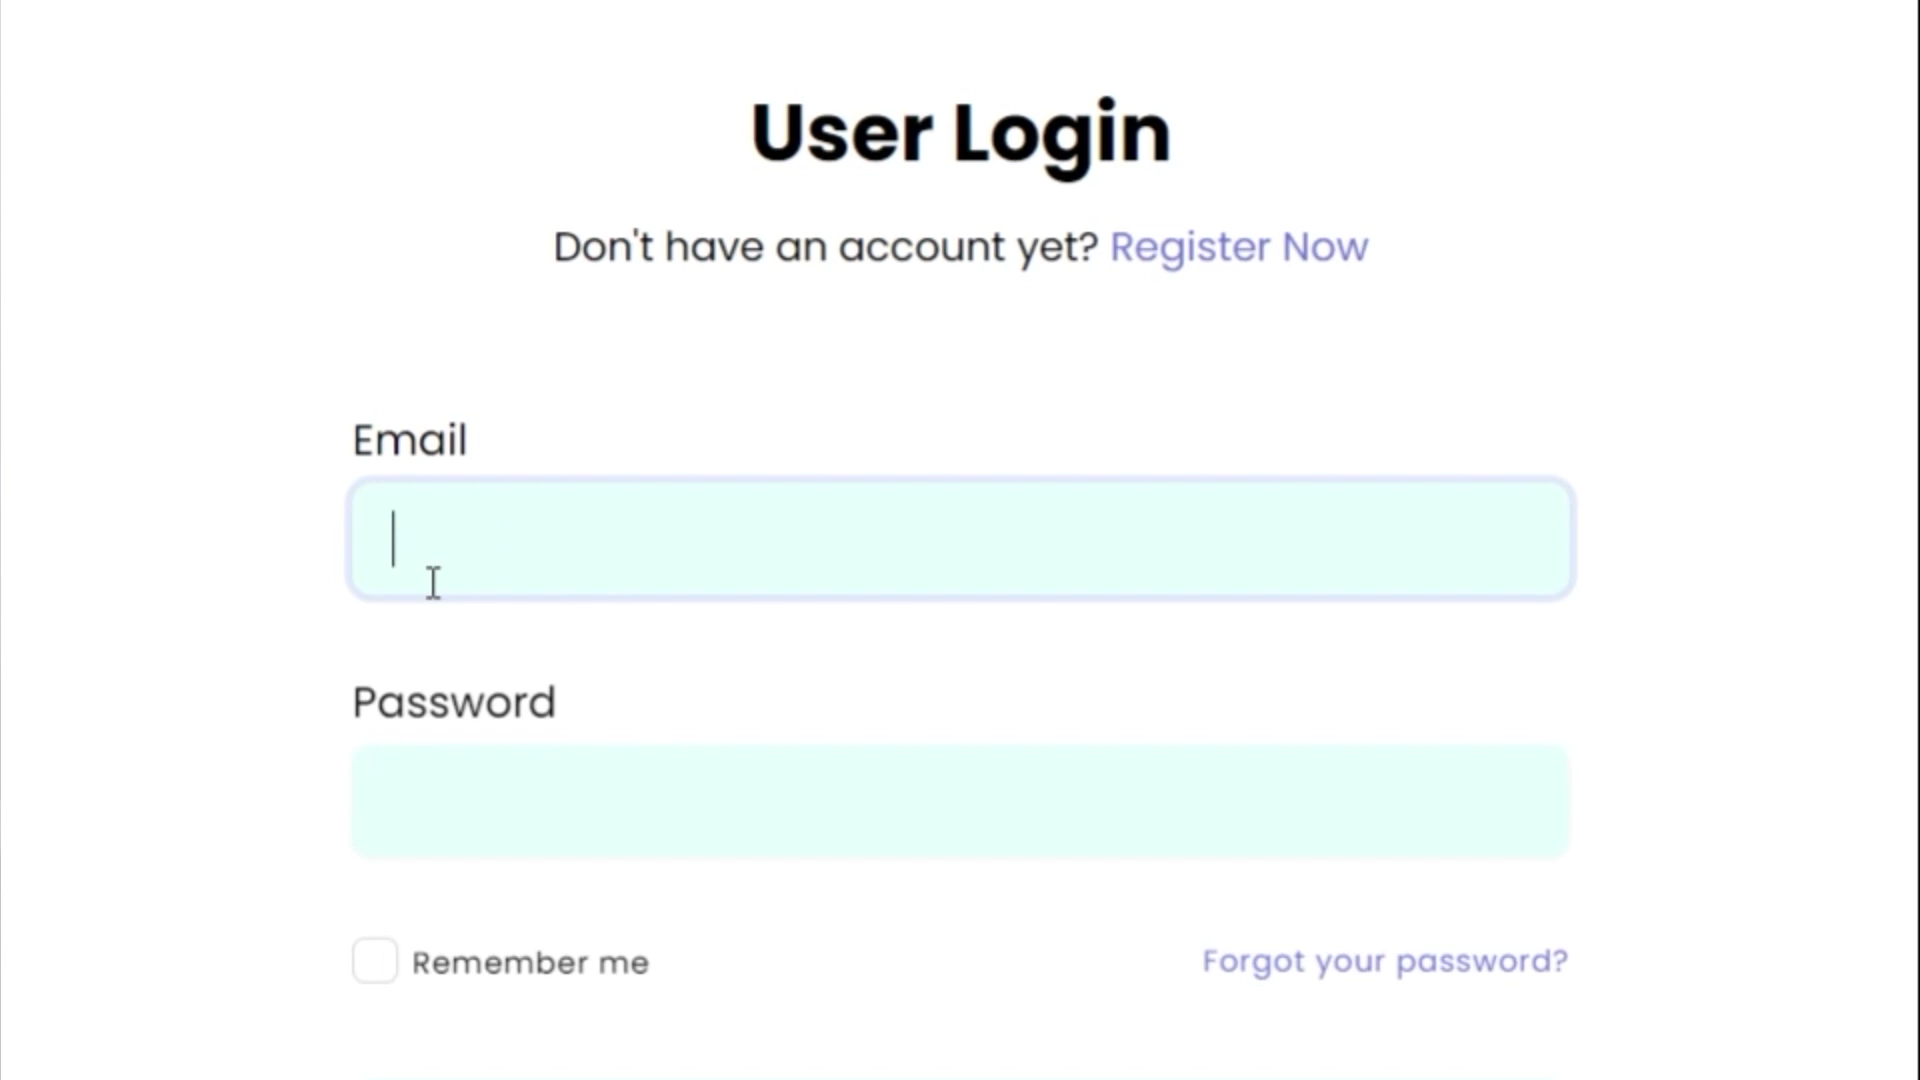 User Login
Don't have an account yet? Register Now
Email
Password
Remember me
Forgot your password?